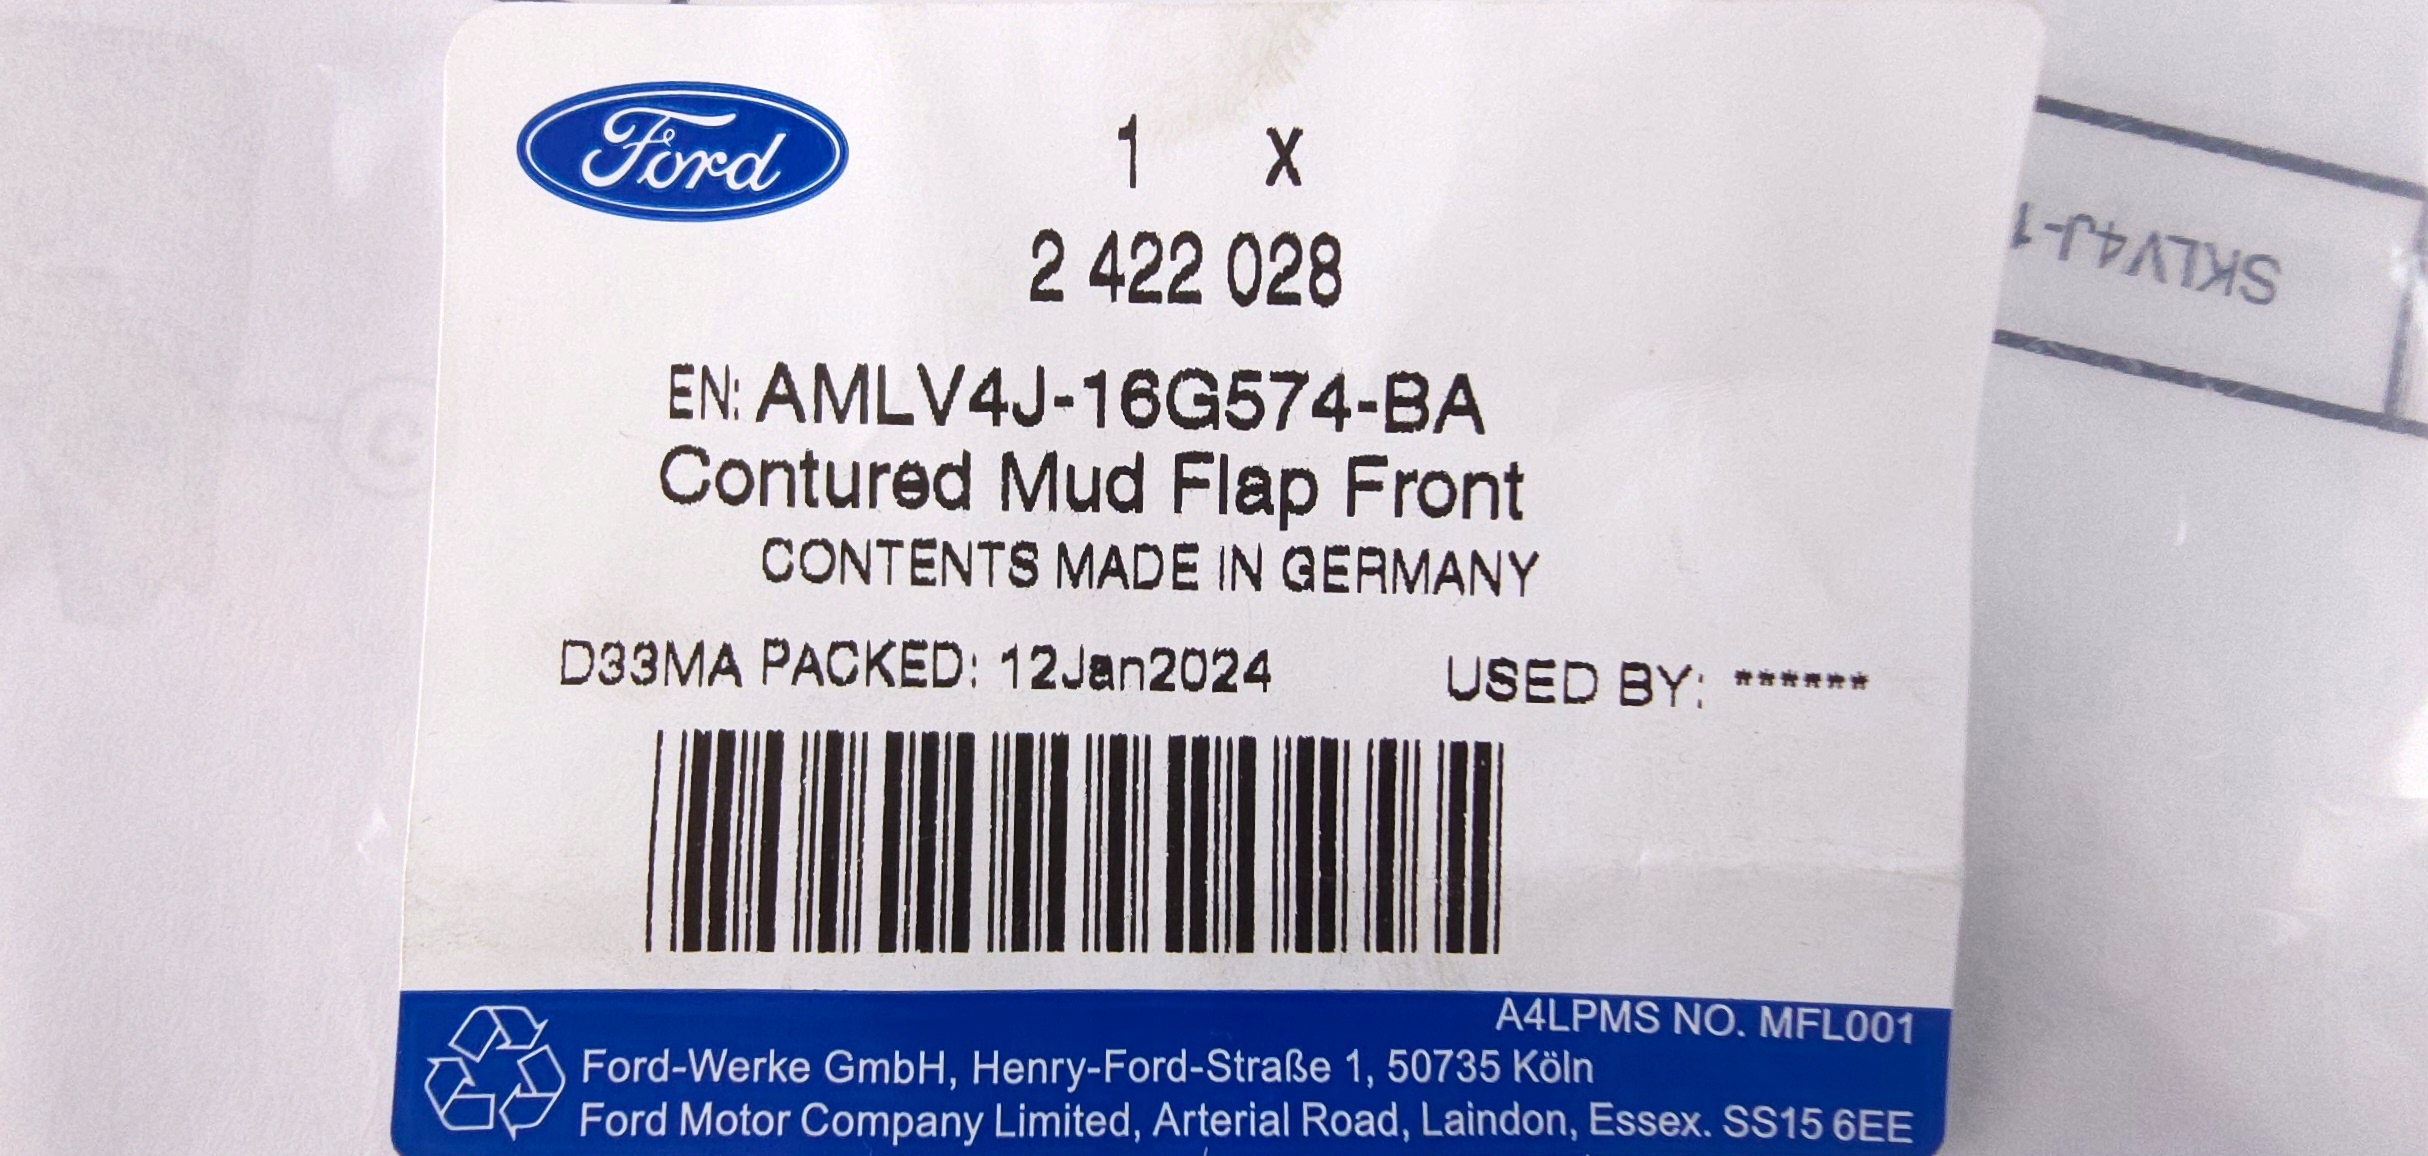 Ford
1 X
2 422 028
EN: AMLV4J-16G574-BA
Contured Mud Flap Front
CONTENTS MADE IN GERMANY
D33MA PACKED: 12Jan2024 USED BY: ******
A4LPMS NO. MFL001
Ford-Werke GmbH, Henry-Ford-Straße 1, 50735 Köln
Ford Motor Company Limited, Arterial Road, Laindon, Essex. SS15 6EE
SKLV4J-1